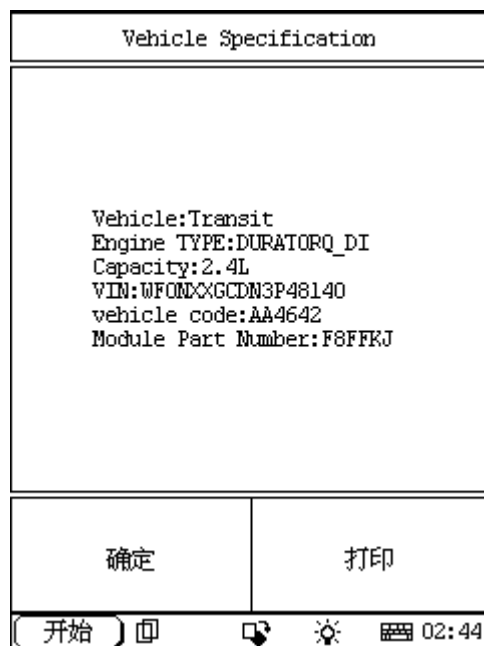 Vehicle Specification
Vehicle:Transit
Engine TYPE:DURATORQ_DI
Capacity:2.4L
VIN:WF0NXXGCDN3P48140
vehicle code:AA4642
Module Part Number:F8FFKJ
确定
打印
开始
02:44